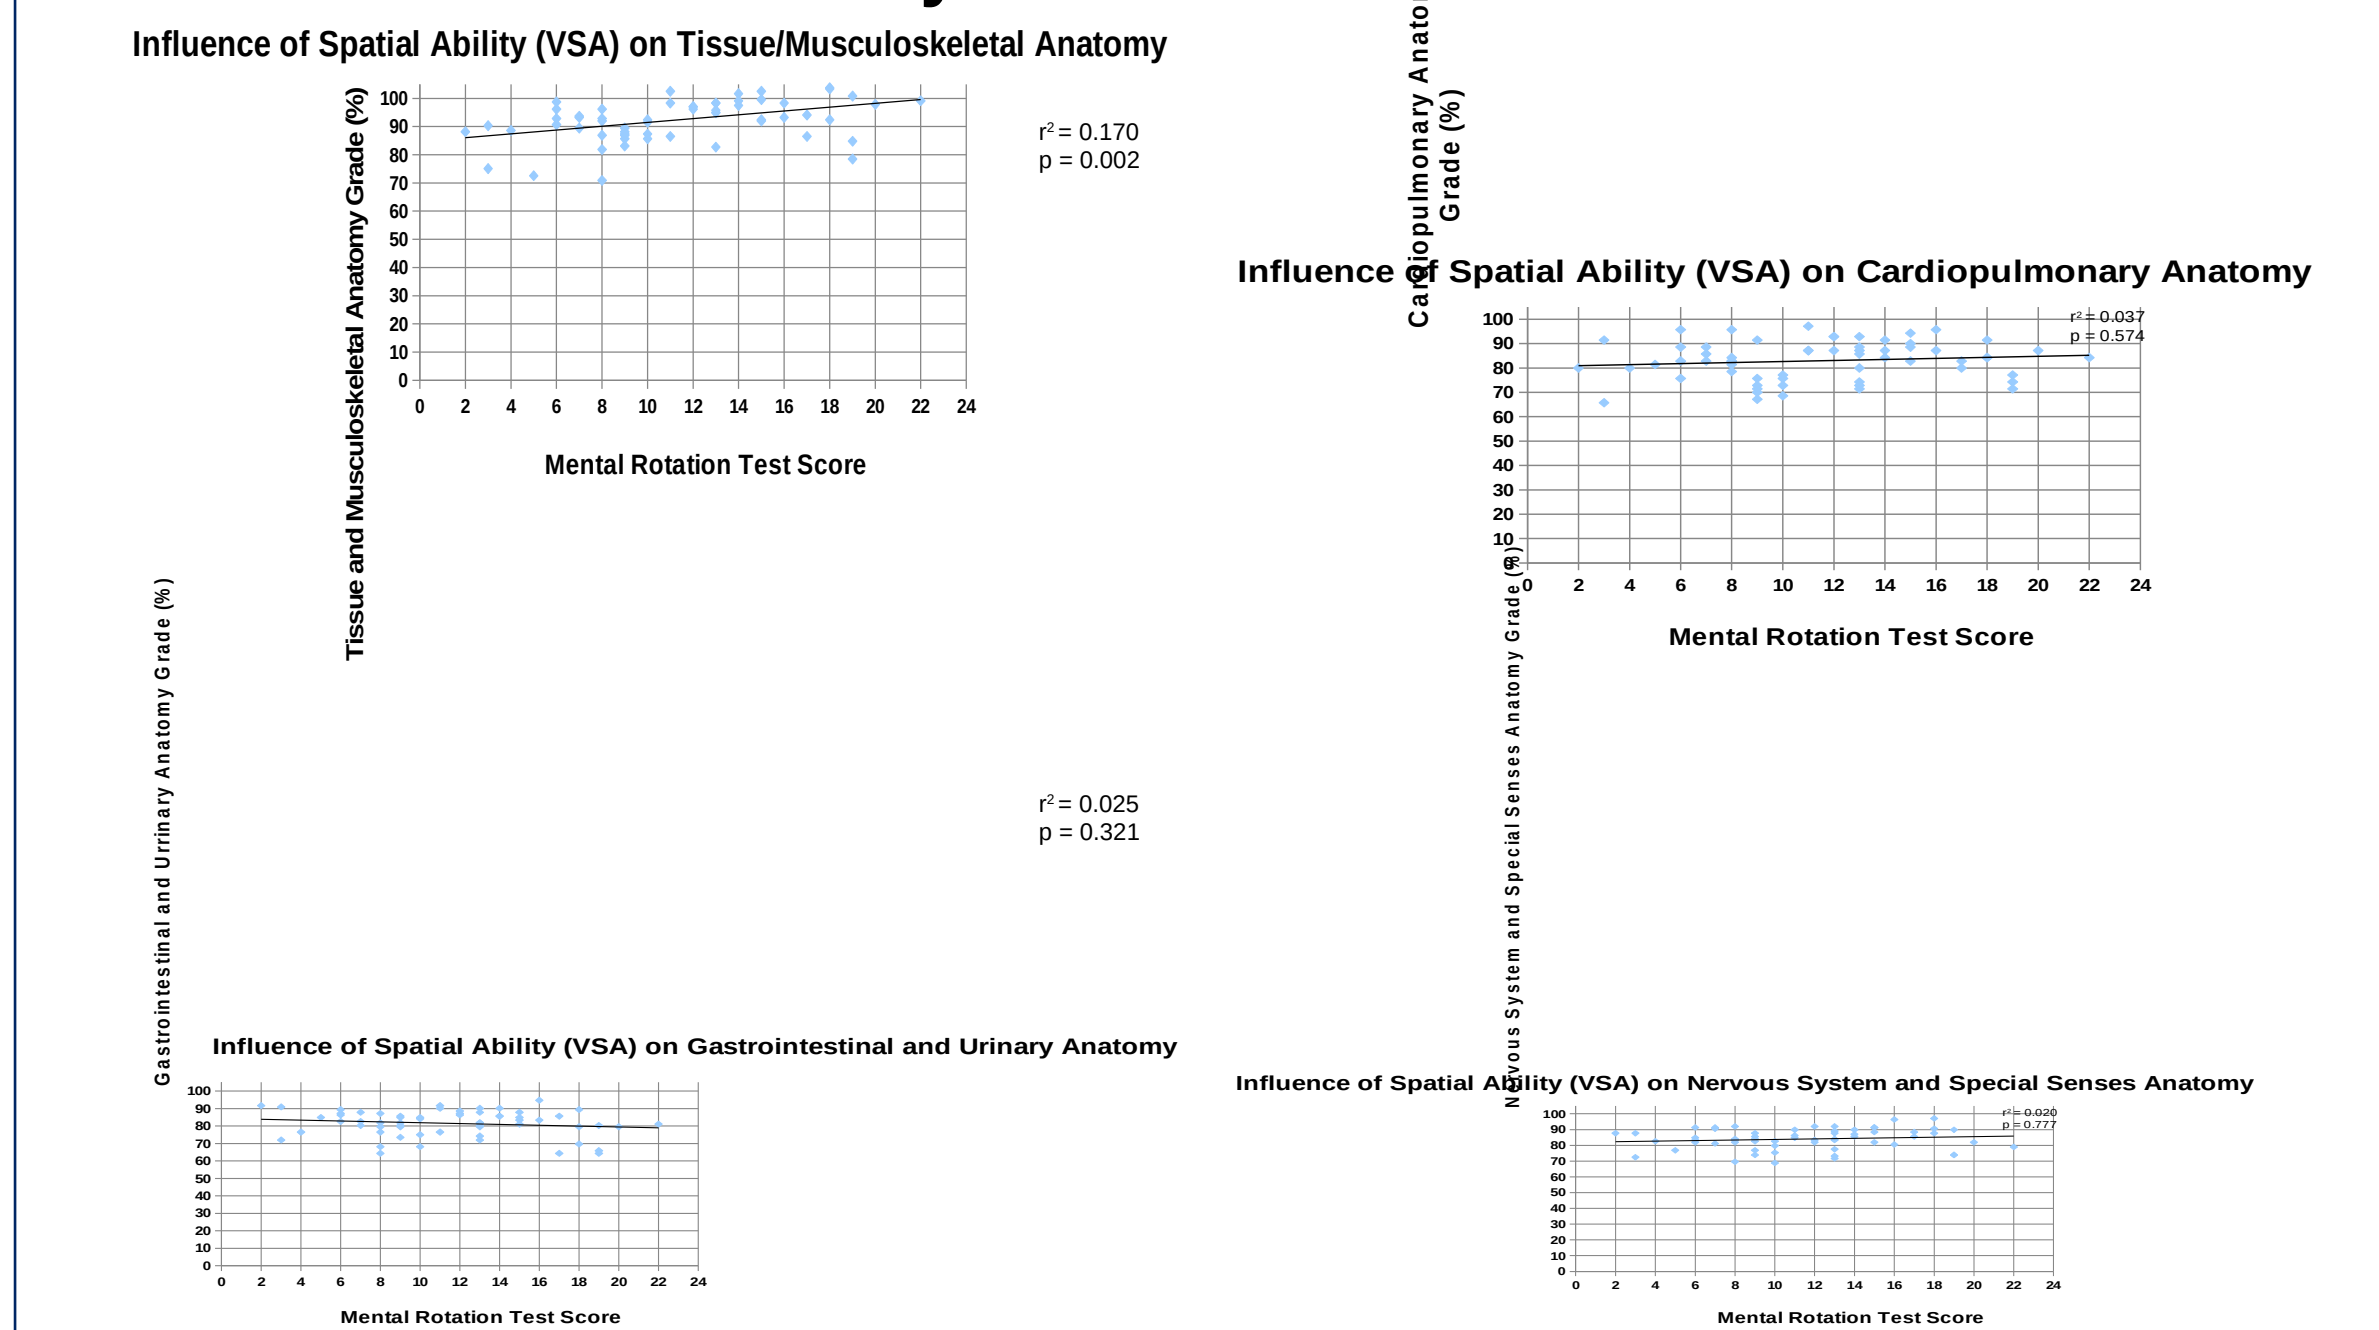 Influence of Spatial Ability (VSA) on Tissue/Musculoskeletal Anatomy
Tissue and Musculoskeletal Anatomy Grade (%)
100
90
80
70
60
50
40
30
20
10
0
0 2 4 6 8 10 12 14 16 18 20 22 24
Mental Rotation Test Score
r² = 0.170
p = 0.002
Cardiopulmonary
Grade (%)
Influence of Spatial Ability (VSA) on Cardiopulmonary Anatomy
r² = 0.037
p = 0.574
100
90
80
70
60
50
40
30
20
10
0
0 2 4 6 8 10 12 14 16 18 20 22 24
Mental Rotation Test Score
Gastrointestinal and Urrinary Anatomy Grade (%)
r² = 0.025
p = 0.321
Influence of Spatial Ability (VSA) on Gastrointestinal and Urinary Anatomy
100
90
80
70
60
50
40
30
20
10
0
0 2 4 6 8 10 12 14 16 18 20 22 24
Mental Rotation Test Score
Nervous System and Special Senses Anatomy Grade (%)
Influence of Spatial Ability (VSA) on Nervous System and Special Senses Anatomy
r² = 0.020
p = 0.777
100
90
80
70
60
50
40
30
20
10
0
0 2 4 6 8 10 12 14 16 18 20 22 24
Mental Rotation Test Score